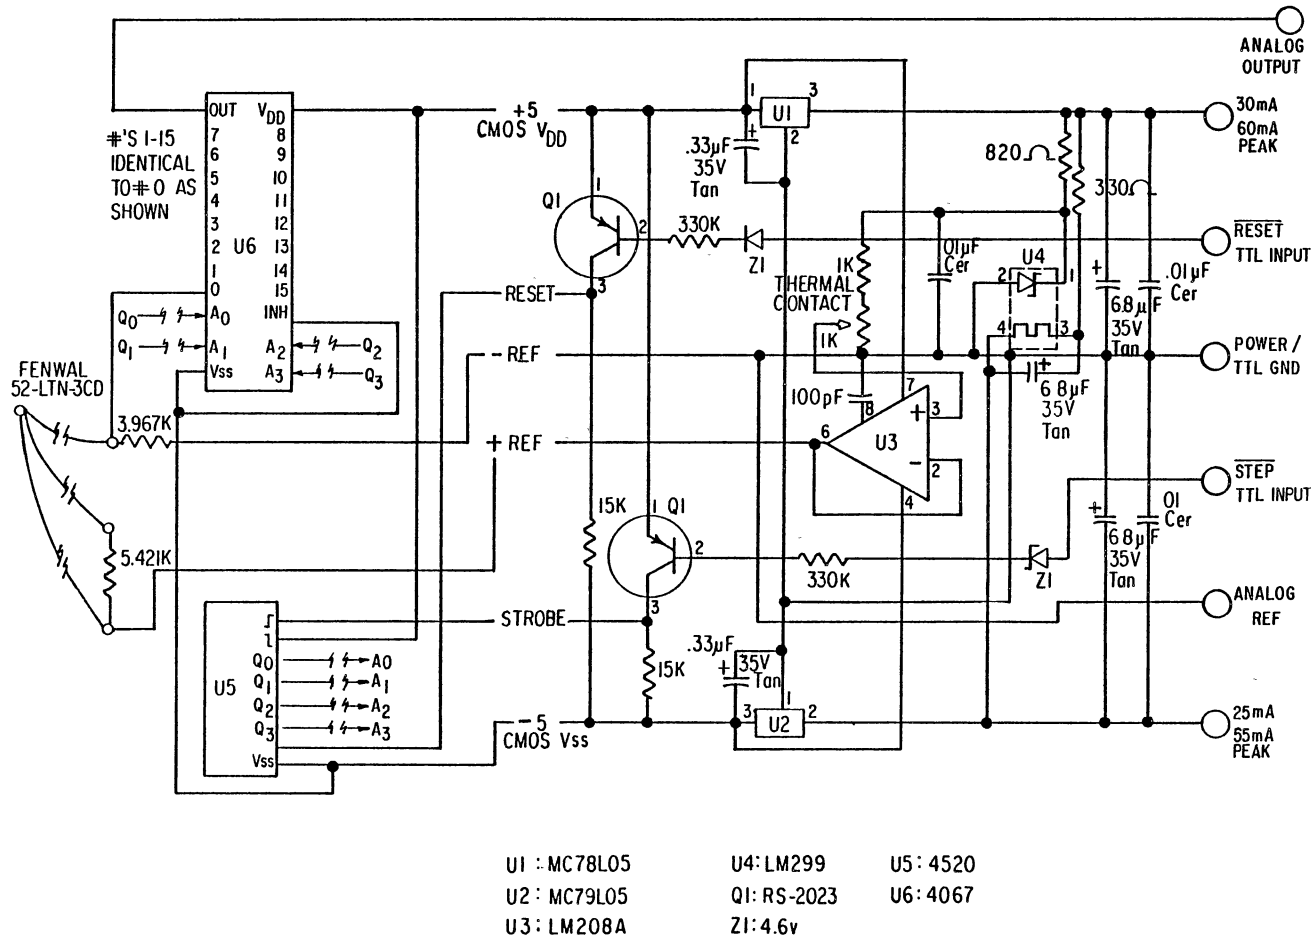 ANALOG
OUTPUT
OUT VDD
7 8
6 9
5 10
4 11
3 12
2 U6 13
1 14
0 15
INH
A0
A1 A2
Vss A3
#'S 1-15
IDENTICAL
TO # 0 AS
SHOWN
Q0
Q1
Q2
Q3
+5
CMOS VDD
1 U1 3
2
.33µF
35V
Tan
+
30mA
60mA
PEAK
820
330
Q1
1
2
3
330K
Z1
RESET
TTL INPUT
1K
THERMAL
CONTACT
1K
.01µF
Cer
U4
2 1
4 3
+
6.8µF
35V
Tan
.01µF
Cer
RESET
- REF
POWER /
TTL GND
FENWAL
52-LTN-3CD
3.967K
100pF
8
7
+ 3
6 U3
- 2
4
+
6.8µF
35V
Tan
+ REF
STEP
TTL INPUT
15K
1 Q1
2
3
330K
Z1
+
6.8µF
35V
Tan
.01
Cer
5.421K
ANALOG
REF
STROBE
U5
1
Q0 A0
Q1 A1
Q2 A2
Q3 A3
Vss
15K
.33µF
+ 35V
Tan
1
3 U2 2
-5
CMOS Vss
25mA
55mA
PEAK
U1 : MC78L05 U4: LM299 U5: 4520
U2: MC79L05 Q1: RS-2023 U6: 4067
U3: LM208A Z1: 4.6v